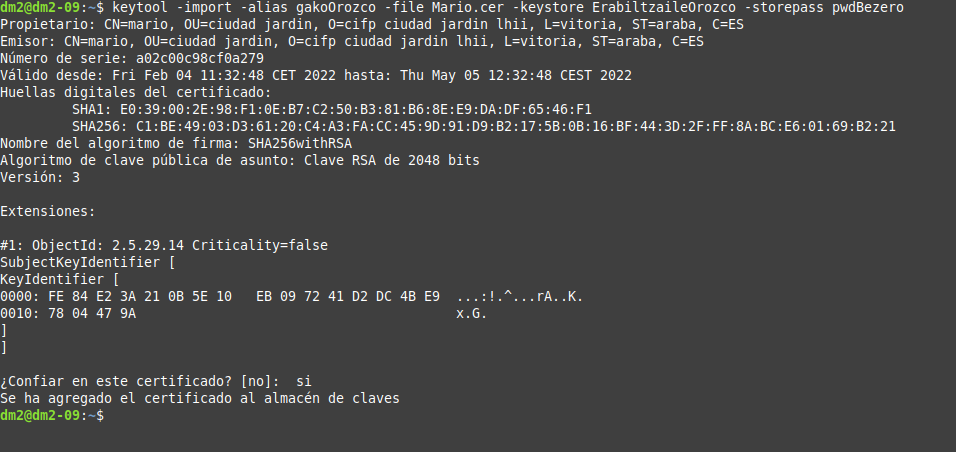 dm2@dm2-09:~$ keytool -import -alias gakoOrozco -file Mario.cer -keystore ErabiltzaileOrozco -storepass pwdBezero
Propietario: CN=mario, OU=ciudad jardin, O=cifp ciudad jardin lhii, L=vitoria, ST=araba, C=ES
Emisor: CN=mario, OU=ciudad jardin, O=cifp ciudad jardin lhii, L=vitoria, ST=araba, C=ES
Número de serie: a02c00c98cf0a279
Válido desde: Fri Feb 04 11:32:48 CET 2022 hasta: Thu May 05 12:32:48 CEST 2022
Huellas digitales del certificado:
         SHA1: E0:39:00:2E:98:F1:0E:B7:C2:50:B3:81:B6:8E:E9:DA:DF:65:46:F1
         SHA256: C1:BE:49:03:D3:61:20:C4:A3:FA:CC:45:9D:91:D9:B2:17:5B:0B:16:BF:44:3D:2F:FF:8A:BC:E6:01:69:B2:21
Nombre del algoritmo de firma: SHA256withRSA
Algoritmo de clave pública de asunto: Clave RSA de 2048 bits
Versión: 3

Extensiones:

#1: ObjectId: 2.5.29.14 Criticality=false
SubjectKeyIdentifier [
KeyIdentifier [
0000: FE 84 E2 3A 21 0B 5E 10   EB 09 72 41 D2 DC 4B E9  ...:!.^...rA..K.
0010: 78 04 47 9A                                        x.G.
]
]

¿Confiar en este certificado? [no]:  si
Se ha agregado el certificado al almacén de claves
dm2@dm2-09:~$